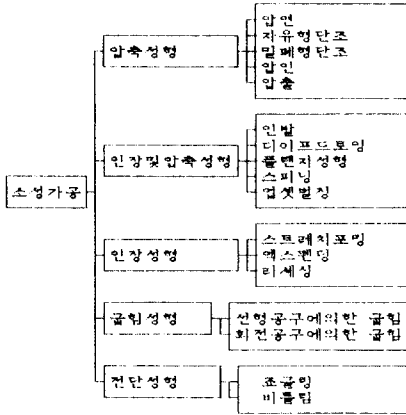 압축성형
압연
자유형단조
밀폐형단조
압인
압출
인장및압축성형
인발
디이프드로잉
플랜지성형
스피닝
업셋벌징
소성가공
인장성형
스트레치포밍
엑스펜딩
리세싱
굽힘성형
선형공구에의한 굽힘
회전공구에의한 굽힘
전단성형
죠글링
비틀림